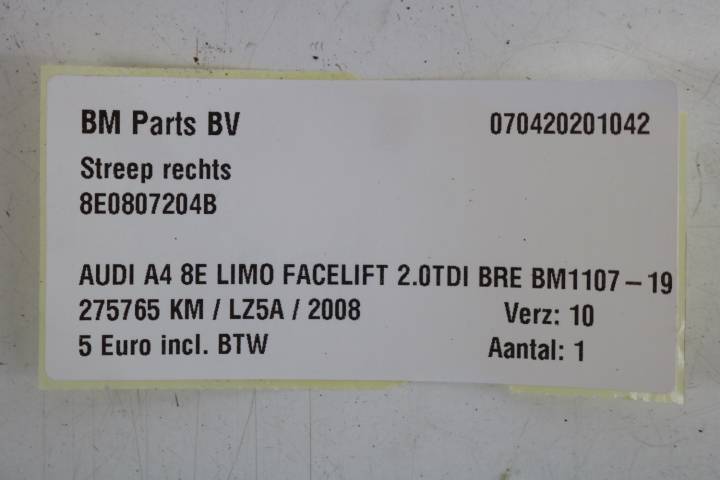 BM Parts BV 070420201042
Streep rechts
8E0807204B
AUDI A4 8E LIMO FACELIFT 2.0TDI BRE BM1107-19
275765 KM / LZ5A / 2008 Verz: 10
5 Euro incl. BTW Aantal: 1